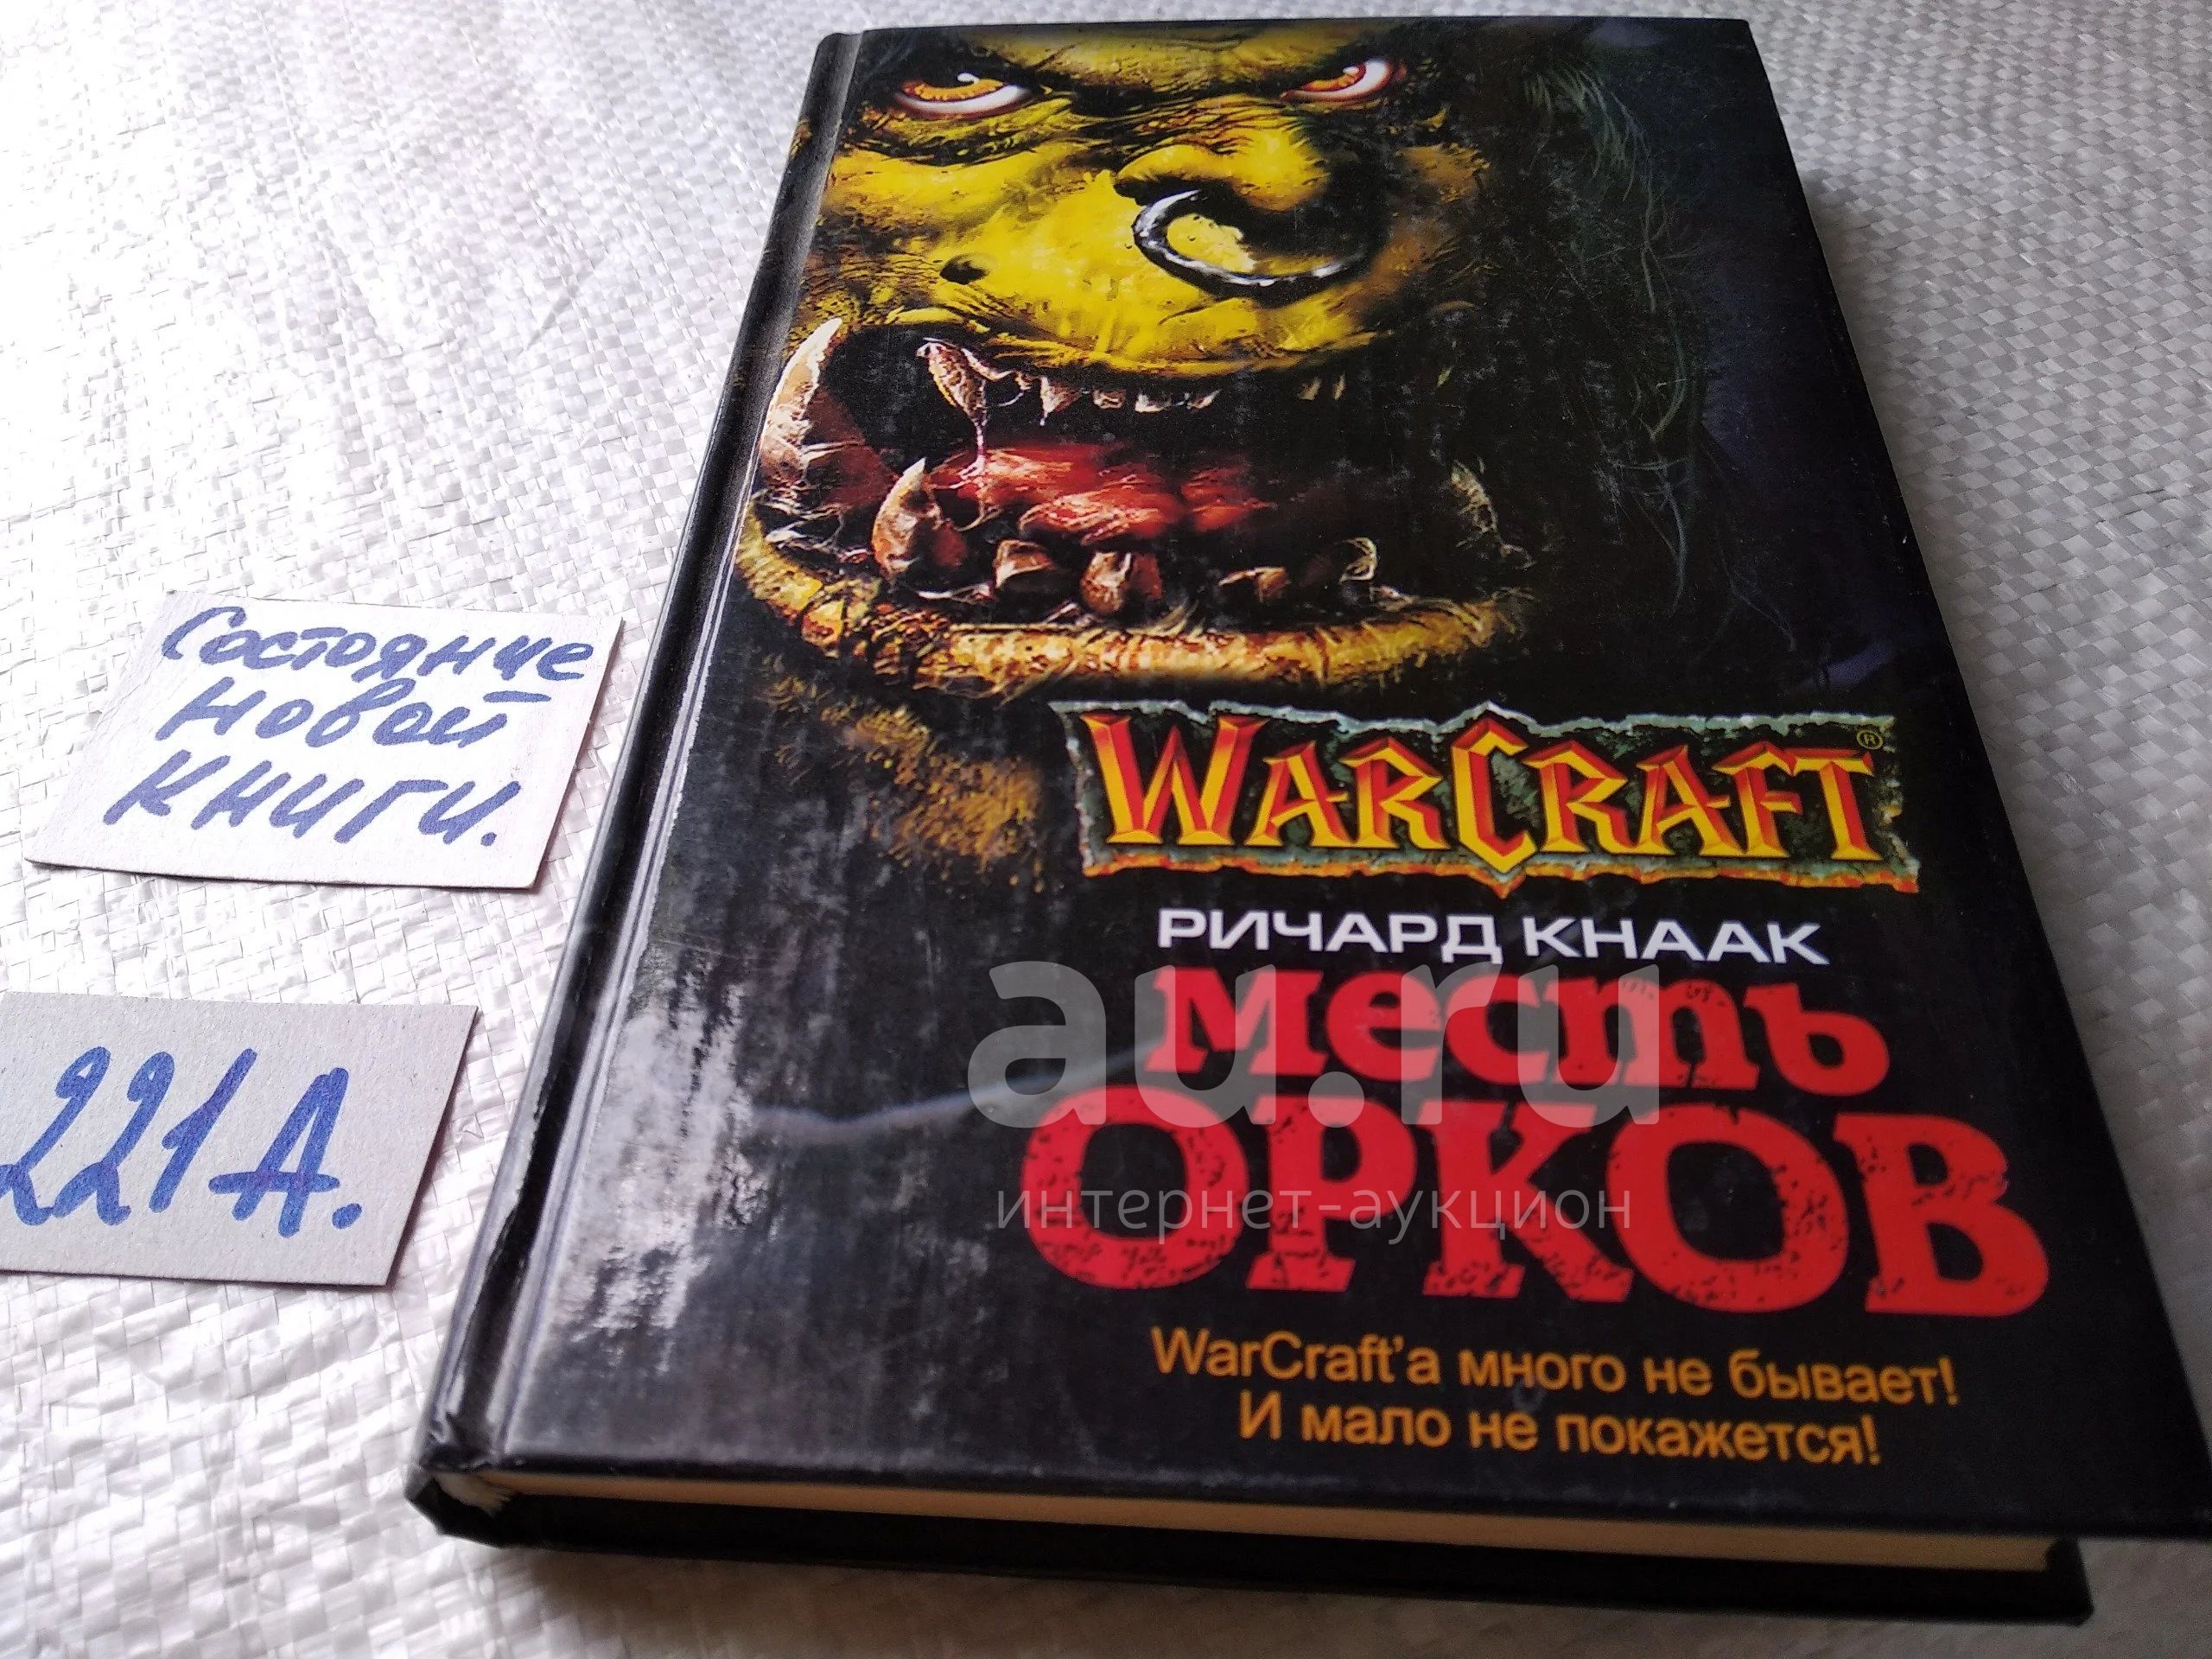 WARCRAFT®
РИЧАРД КНААК
месть
ОРКОВ
WarCraft'а много не бывает!
И мало не покажется!
Состояние
новой
книги.
221А.
au.ru
интернет-аукцион